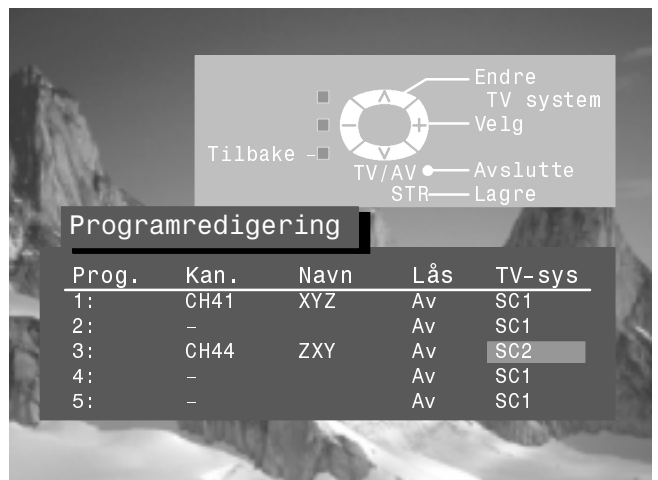 Endre
TV system
Velg
Tilbake
TV/AV
Avslutte
STR
Lagre
Programredigering
Prog. Kan. Navn Lås TV-sys
1: CH41 XYZ Av SC1
2: – Av SC1
3: CH44 ZXY Av SC2
4: – Av SC1
5: – Av SC1